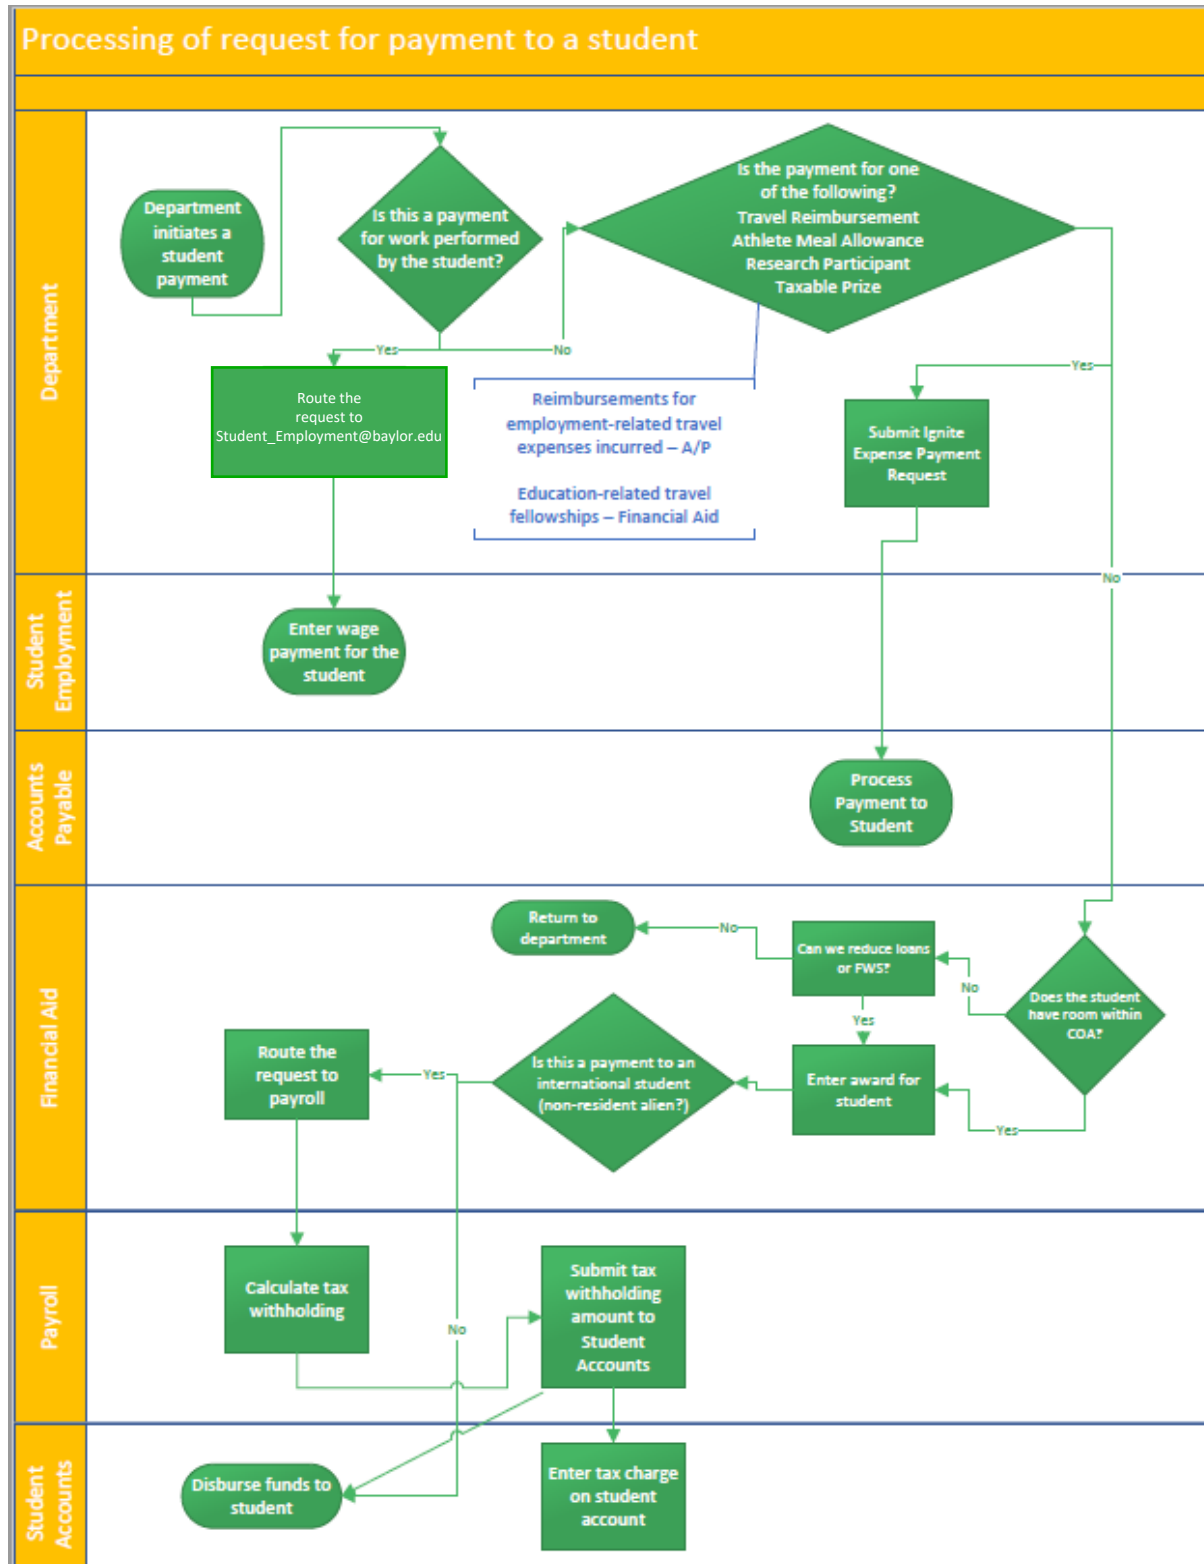 Processing of request for payment to a student
Department
Department
initiates a
student
payment
Is this a payment
for work performed
by the student?
Is the payment for one
of the following?
Travel Reimbursement
Athlete Meal Allowance
Research Participant
Taxable Prize
Yes
No
Yes
Route the
request to
Student_Employment@baylor.edu
Reimbursements for
employment-related travel
expenses incurred – A/P
Education-related travel
fellowships – Financial Aid
Submit Ignite
Expense Payment
Request
No
Student
Employment
Enter wage
payment for the
student
Accounts
Payable
Process
Payment to
Student
Financial Aid
Return to
department
No
Can we reduce loans
or FWS?
No
Does the student
have room within
COA?
Yes
Route the
request to
payroll
Yes
Is this a payment to an
international student
(non-resident alien?)
Enter award for
student
Yes
Payroll
Calculate tax
withholding
No
Submit tax
withholding
amount to
Student
Accounts
Student
Accounts
Disburse funds to
student
Enter tax charge
on student
account